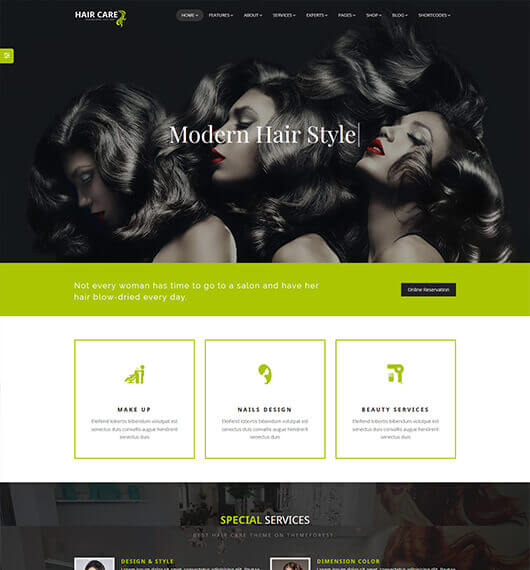 HAIR CARE
HOME FEATURES ABOUT SERVICES EXPERTS PAGES SHOP BLOG SHORTCODES
Modern Hair Style|
Not every woman has time to go to a salon and have her
hair blow-dried every day.
Online Reservation
MAKE UP
Eleifend lobortis bibendum volutpat est
senectus duis convallis augue hendrerit
senectus duis
NAILS DESIGN
Eleifend lobortis bibendum volutpat est
senectus duis convallis augue hendrerit
senectus duis
BEAUTY SERVICES
Eleifend lobortis bibendum volutpat est
senectus duis convallis augue hendrerit
senectus duis
SPECIAL SERVICES
BEST HAIR CARE THEME ON THEMEFOREST
DESIGN & STYLE
DIMENSION COLOR